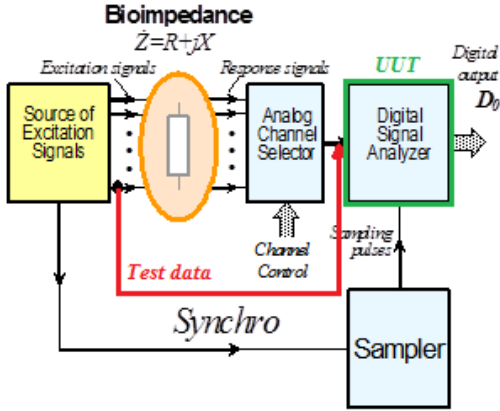 Bioimpedance
Ż=R+jX
Excitation signals
Response signals
UUT
Digital
output
D0
Source of
Excitation
Signals
Analog
Channel
Selector
Digital
Signal
Analyzer
Sampling
pulses
Channel
Control
Test data
Synchro
Sampler